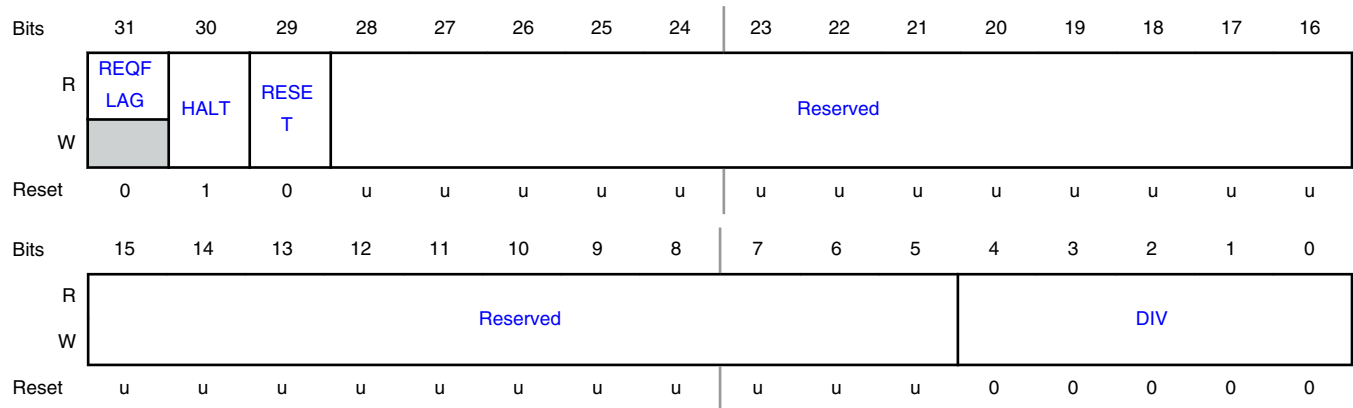 Bits 31 30 29 28 27 26 25 24 23 22 21 20 19 18 17 16
R REQF
LAG HALT RESE
T Reserved
W
Reset 0 1 0 u u u u u u u u u u u u u
Bits 15 14 13 12 11 10 9 8 7 6 5 4 3 2 1 0
R
Reserved DIV
W
Reset u u u u u u u u u u u 0 0 0 0 0